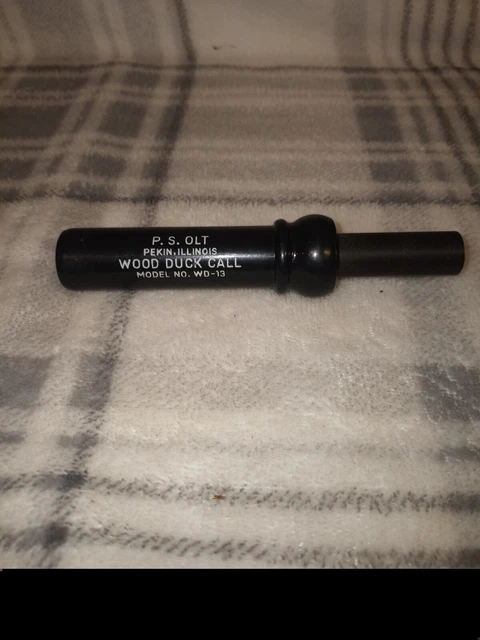 P. S. OLT
PEKIN, ILLINOIS
WOOD DUCK CALL
MODEL NO. WD-13